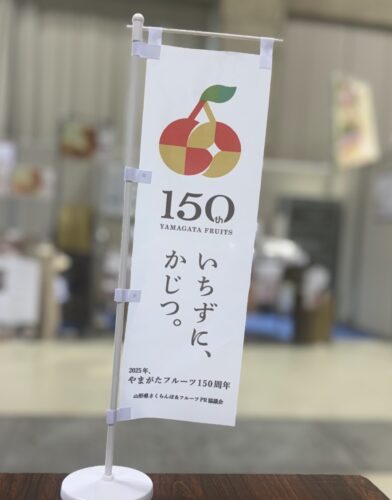 150th
YAMAGATA FRUITS
いちずに、
かじつ。
2025年、
やまがたフルーツ150周年
山形県さくらんぼ&フルーツPR協議会